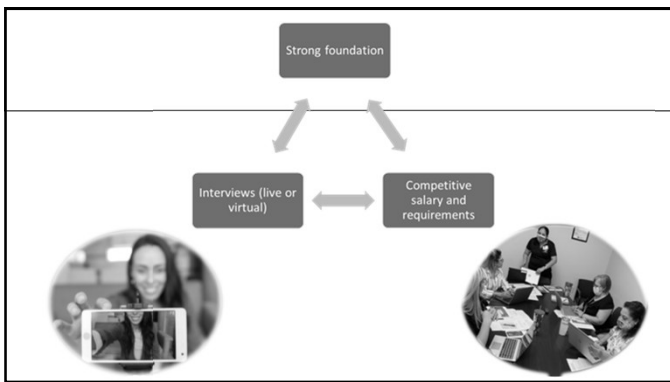 Strong foundation
Interviews (live or
virtual)
Competitive
salary and
requirements